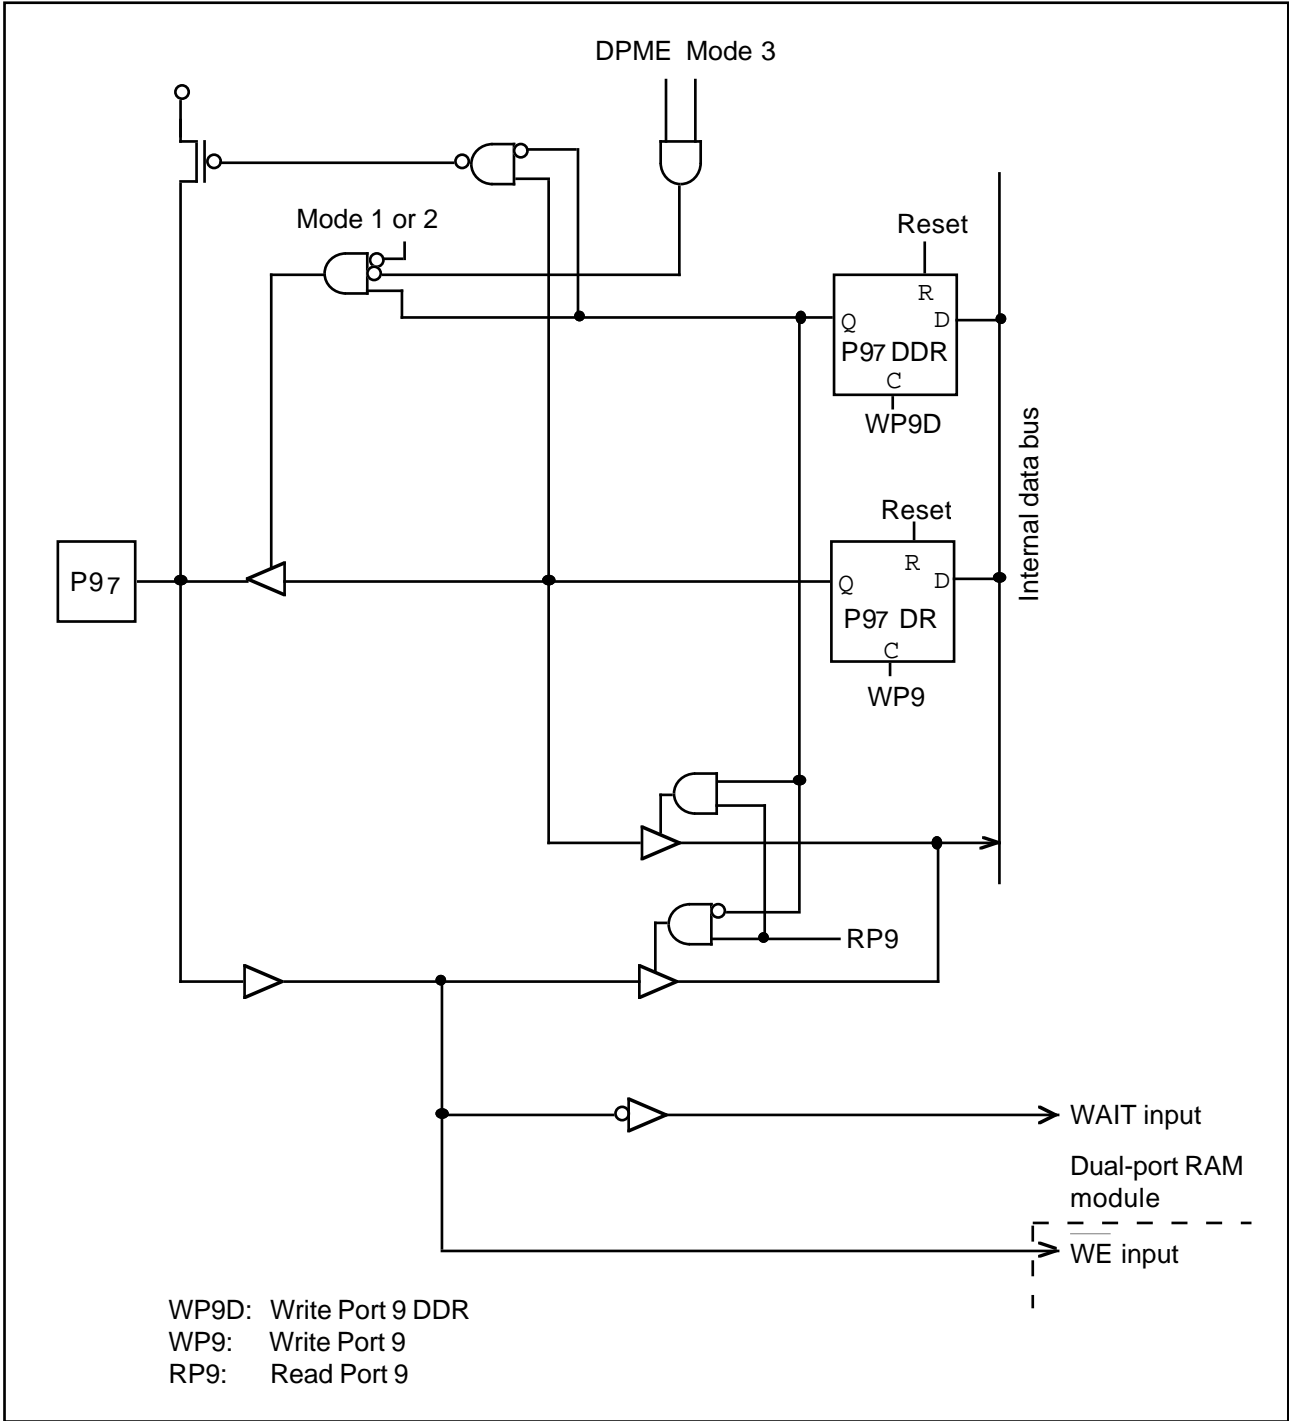 DPME Mode 3
Mode 1 or 2
Reset
R
Q D
P97 DDR
C
WP9D
Internal data bus
Reset
R
Q D
P97 DR
C
WP9
P97
RP9
WAIT input
Dual-port RAM
module
WE input
WP9D: Write Port 9 DDR
WP9: Write Port 9
RP9: Read Port 9